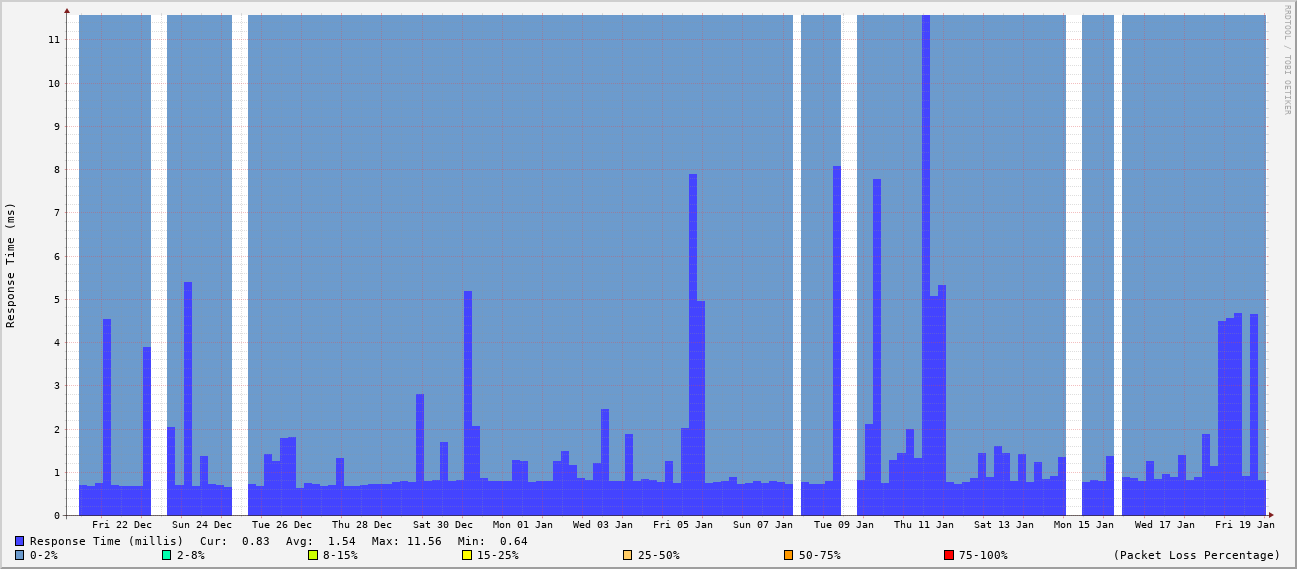 RRDTOOL / TOBI OETIKER
Response Time (ms)
11
10
9
8
7
6
5
4
3
2
1
0
Fri 22 Dec Sun 24 Dec Tue 26 Dec Thu 28 Dec Sat 30 Dec Mon 01 Jan Wed 03 Jan Fri 05 Jan Sun 07 Jan Tue 09 Jan Thu 11 Jan Sat 13 Jan Mon 15 Jan Wed 17 Jan Fri 19 Jan
Response Time (millis) Cur: 0.83 Avg: 1.54 Max: 11.56 Min: 0.64
0-2% 2-8% 8-15% 15-25% 25-50% 50-75% 75-100% (Packet Loss Percentage)